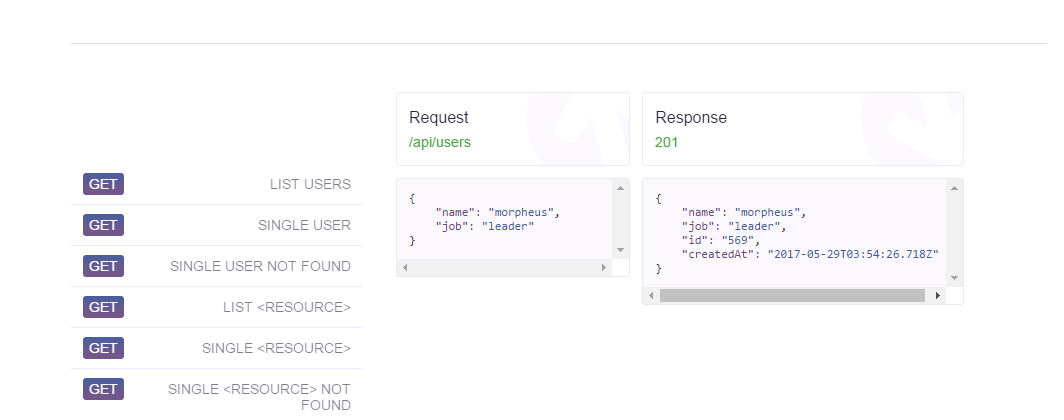 Request
/api/users
Response
201
{
    "name": "morpheus",
    "job": "leader"
}
{
    "name": "morpheus",
    "job": "leader",
    "id": "569",
    "createdAt": "2017-05-29T03:54:26.718Z"
}
GET LIST USERS
GET SINGLE USER
GET SINGLE USER NOT FOUND
GET LIST <RESOURCE>
GET SINGLE <RESOURCE>
GET SINGLE <RESOURCE> NOT
FOUND